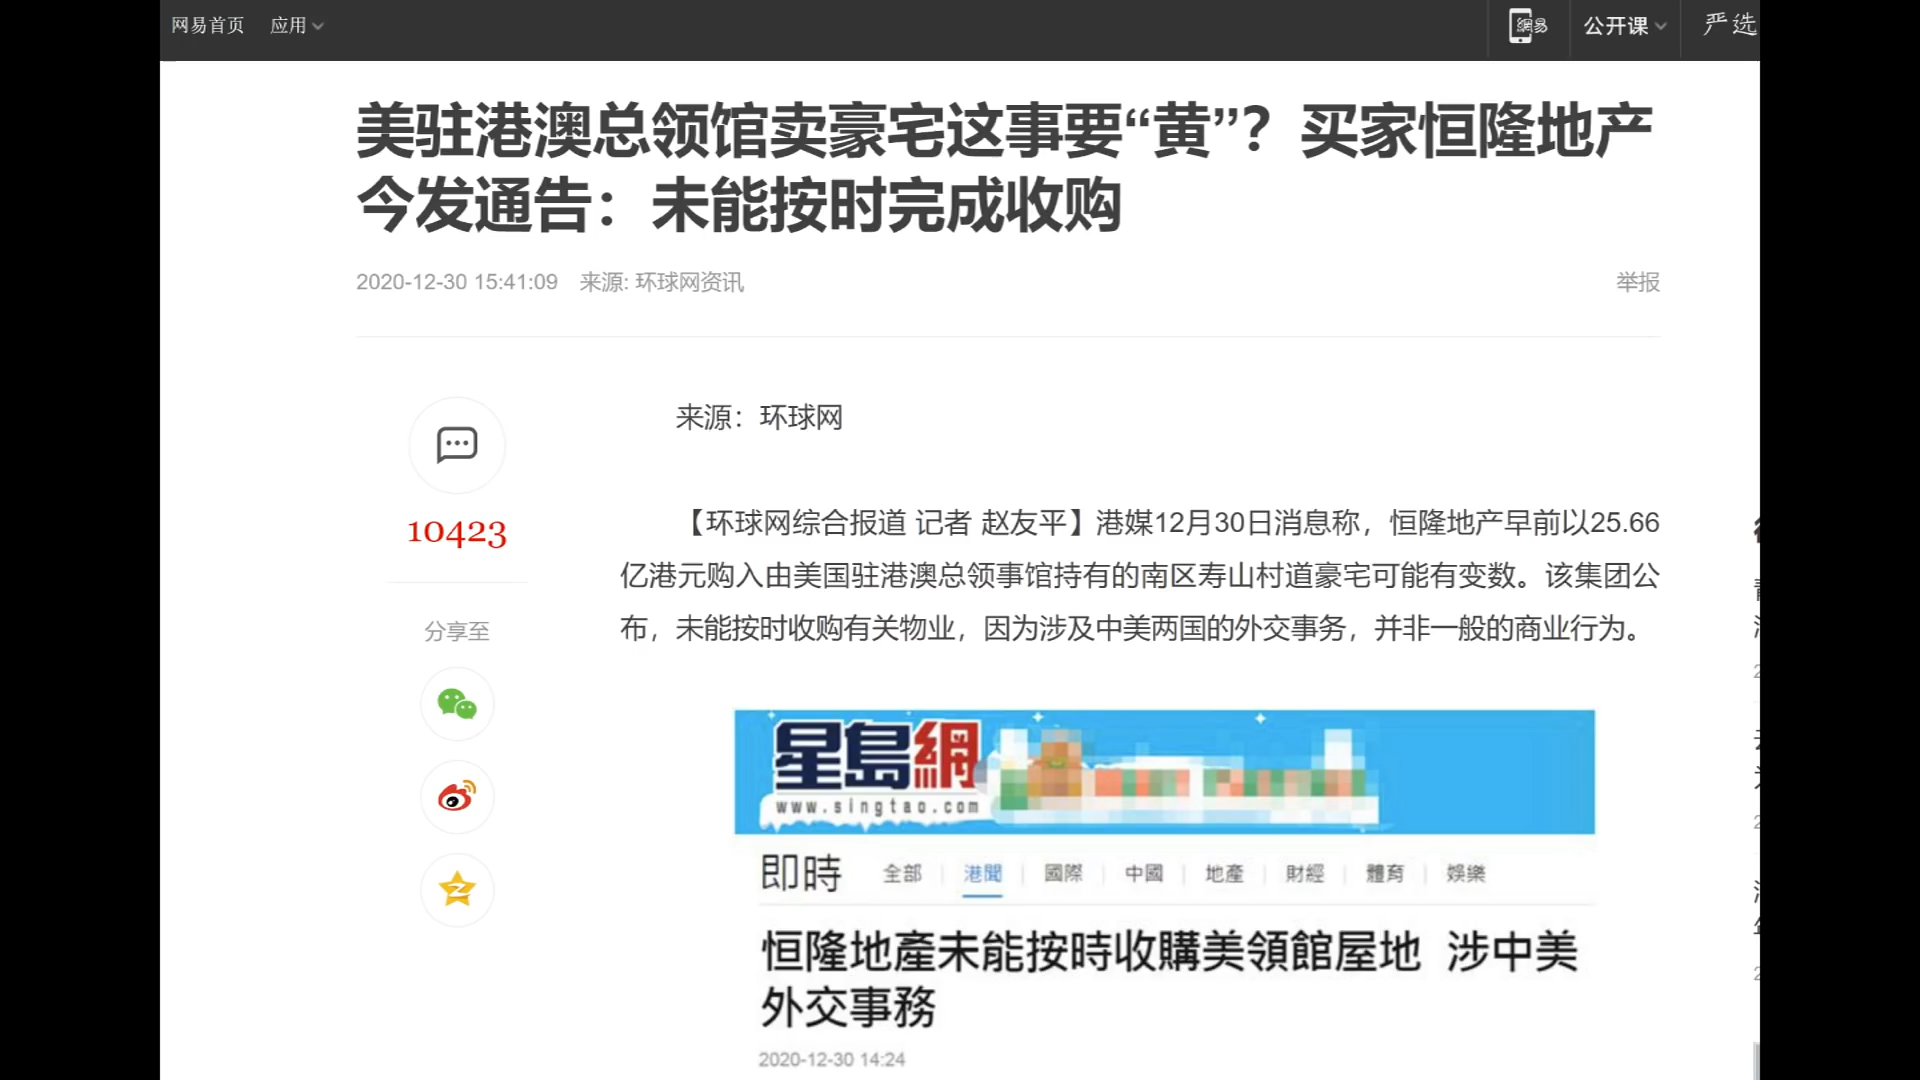 网易首页 应用 網易 公开课 严选
美驻港澳总领馆卖豪宅这事要“黄”？买家恒隆地产
今发通告：未能按时完成收购
2020-12-30 15:41:09 来源: 环球网资讯 举报
来源：环球网
10423
【环球网综合报道 记者 赵友平】港媒12月30日消息称，恒隆地产早前以25.66
亿港元购入由美国驻港澳总领事馆持有的南区寿山村道豪宅可能有变数。该集团公
布，未能按时收购有关物业，因为涉及中美两国的外交事务，并非一般的商业行为。
分享至
星島網
www.singtao.com
即時 全部 港聞 國際 中國 地產 財經 體育 娛樂
恒隆地產未能按時收購美領館屋地 涉中美
外交事務
2020-12-30 14:24